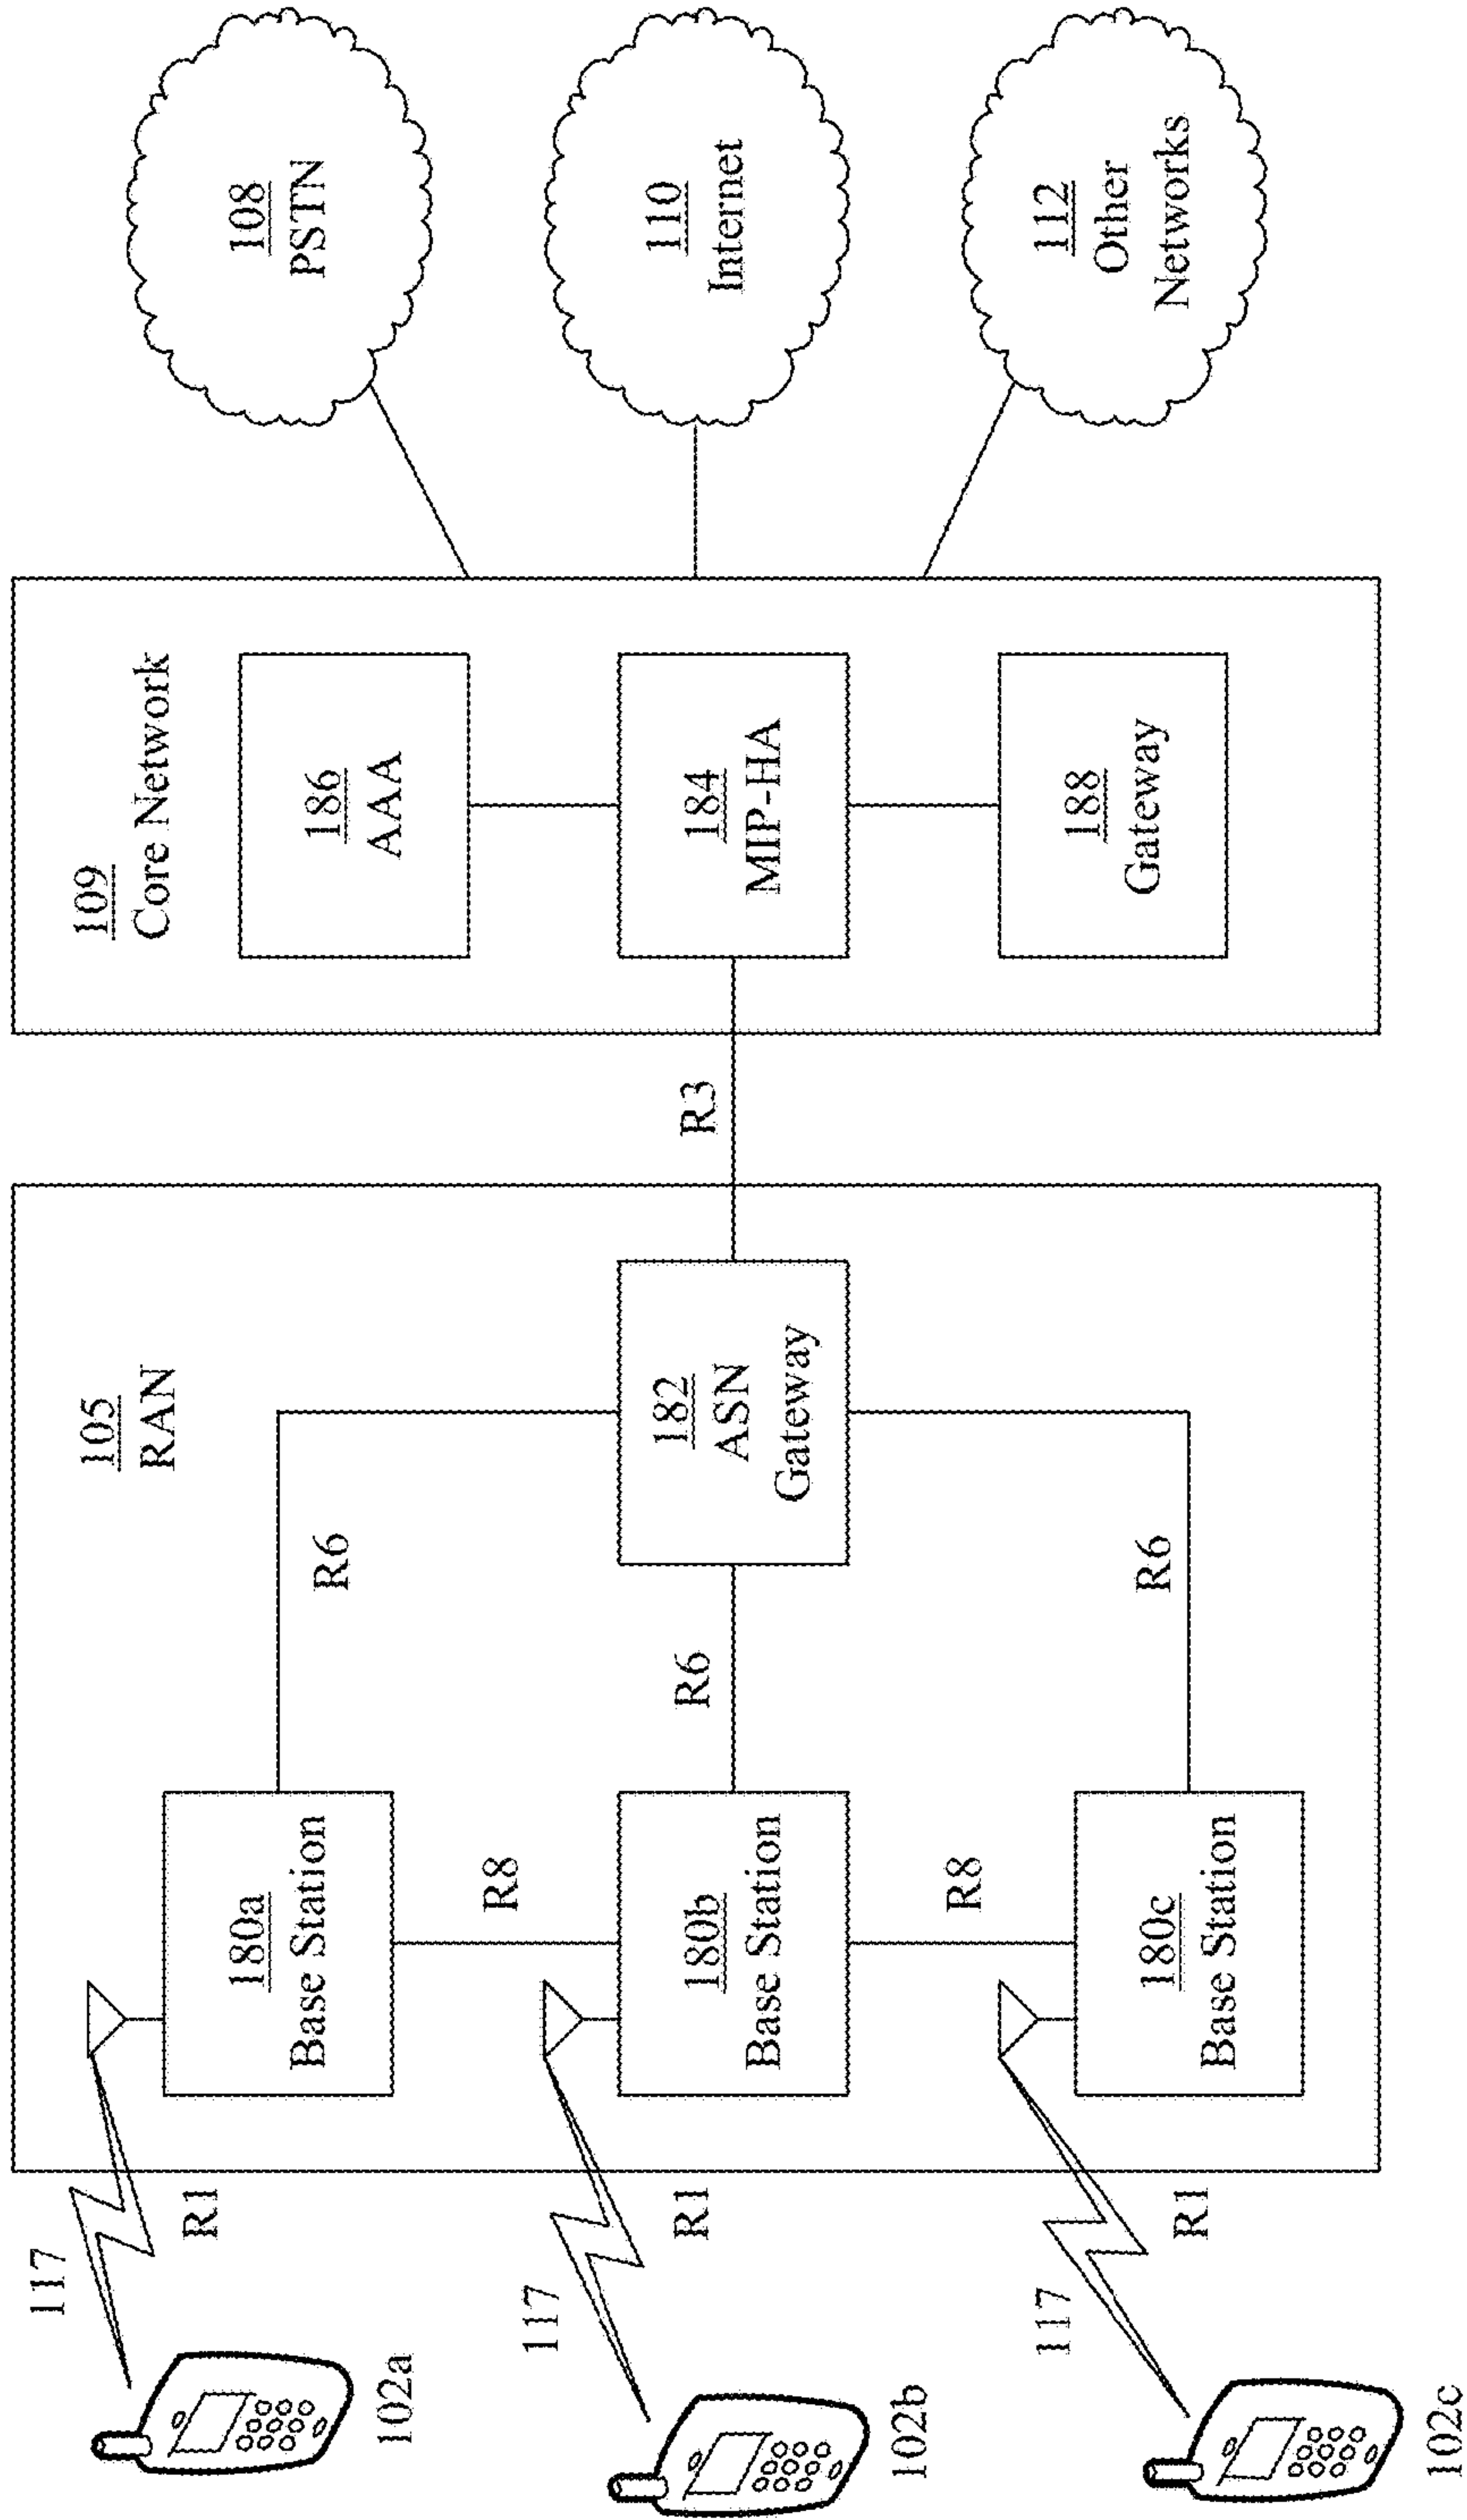 117
102a
R1
117
102b
R1
117
102c
R1
105
RAN
180a
Base Station
R8
180b
Base Station
R8
180c
Base Station
R6
R6
R6
182
ASN
Gateway
R3
109
Core Network
186
AAA
184
MIP-HA
188
Gateway
108
PSTN
110
Internet
112
Other
Networks